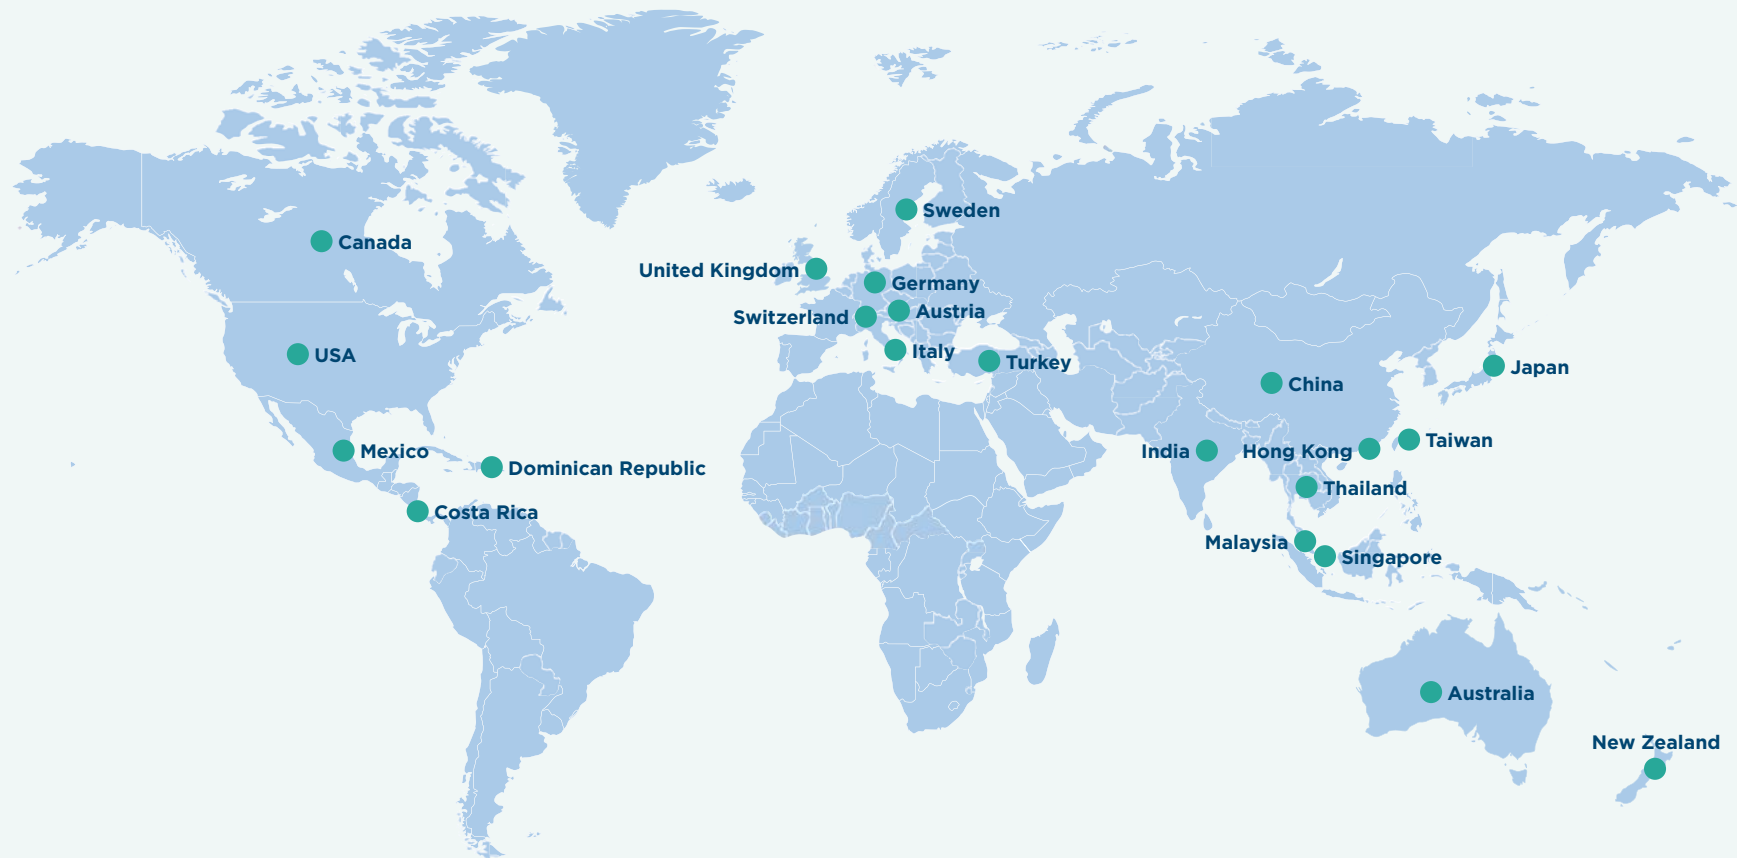 Sweden
Canada
United Kingdom
Germany
Austria
Switzerland
Italy
USA
Turkey
Japan
China
Taiwan
Mexico
India
Hong Kong
Dominican Republic
Thailand
Costa Rica
Malaysia
Singapore
Australia
New Zealand